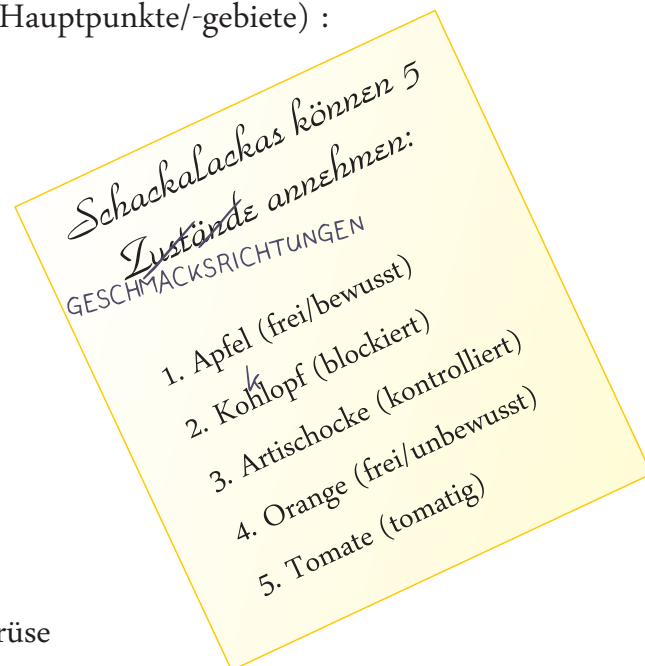 Hauptpunkte/-gebiete) :
Schackalackas können 5
Zustände annehmen:
GESCHMACKSRICHTUNGEN
1. Apfel (frei/bewusst)
k
2. Kohlopf (blockiert)
3. Artischocke (kontrolliert)
4. Orange (frei/unbewusst)
5. Tomate (tomatig)
rüse